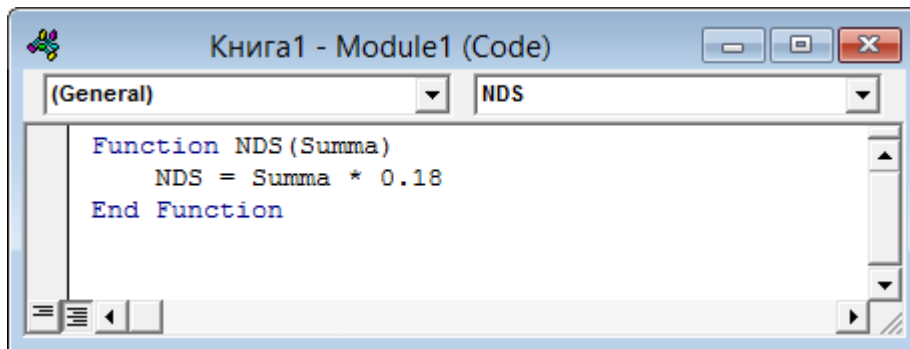 Книга1 - Module1 (Code)
(General) NDS
Function NDS(Summa)
NDS = Summa * 0.18
End Function